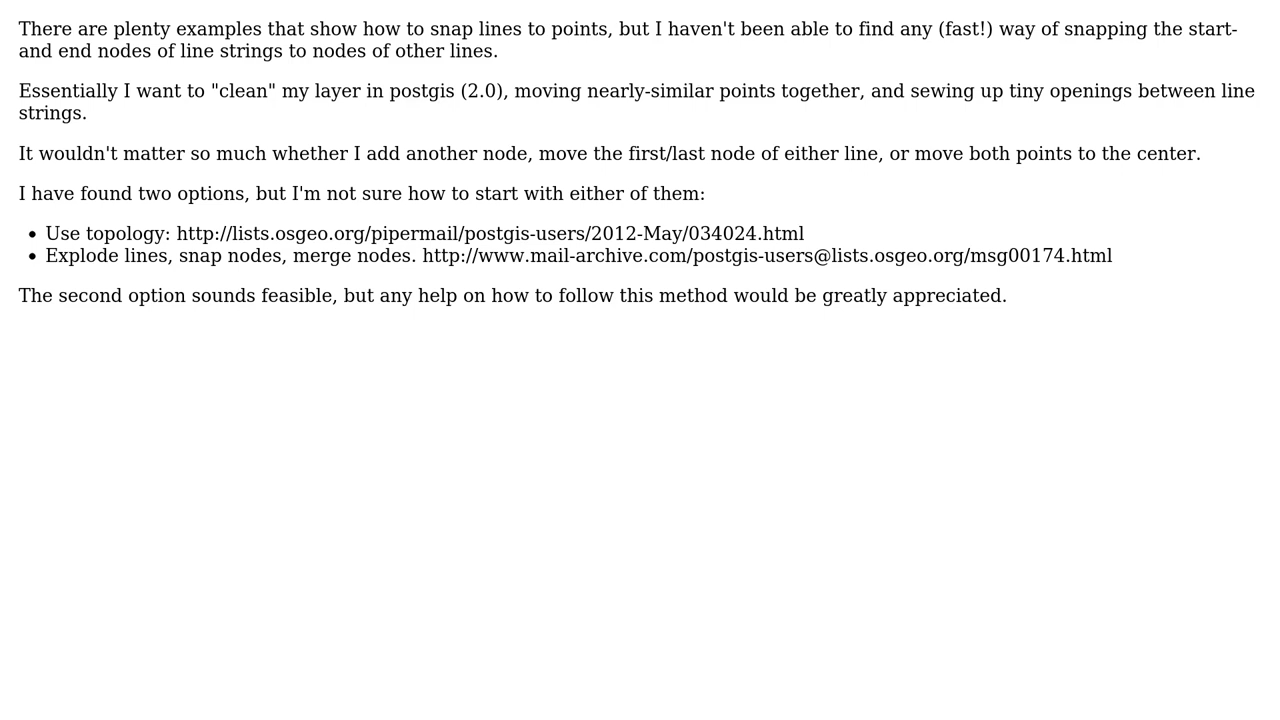 There are plenty examples that show how to snap lines to points, but I haven't been able to find any (fast!) way of snapping the start-
and end nodes of line strings to nodes of other lines.
Essentially I want to "clean" my layer in postgis (2.0), moving nearly-similar points together, and sewing up tiny openings between line
strings.
It wouldn't matter so much whether I add another node, move the first/last node of either line, or move both points to the center.
I have found two options, but I'm not sure how to start with either of them:
• Use topology: http://lists.osgeo.org/pipermail/postgis-users/2012-May/034024.html
• Explode lines, snap nodes, merge nodes. http://www.mail-archive.com/postgis-users@lists.osgeo.org/msg00174.html
The second option sounds feasible, but any help on how to follow this method would be greatly appreciated.